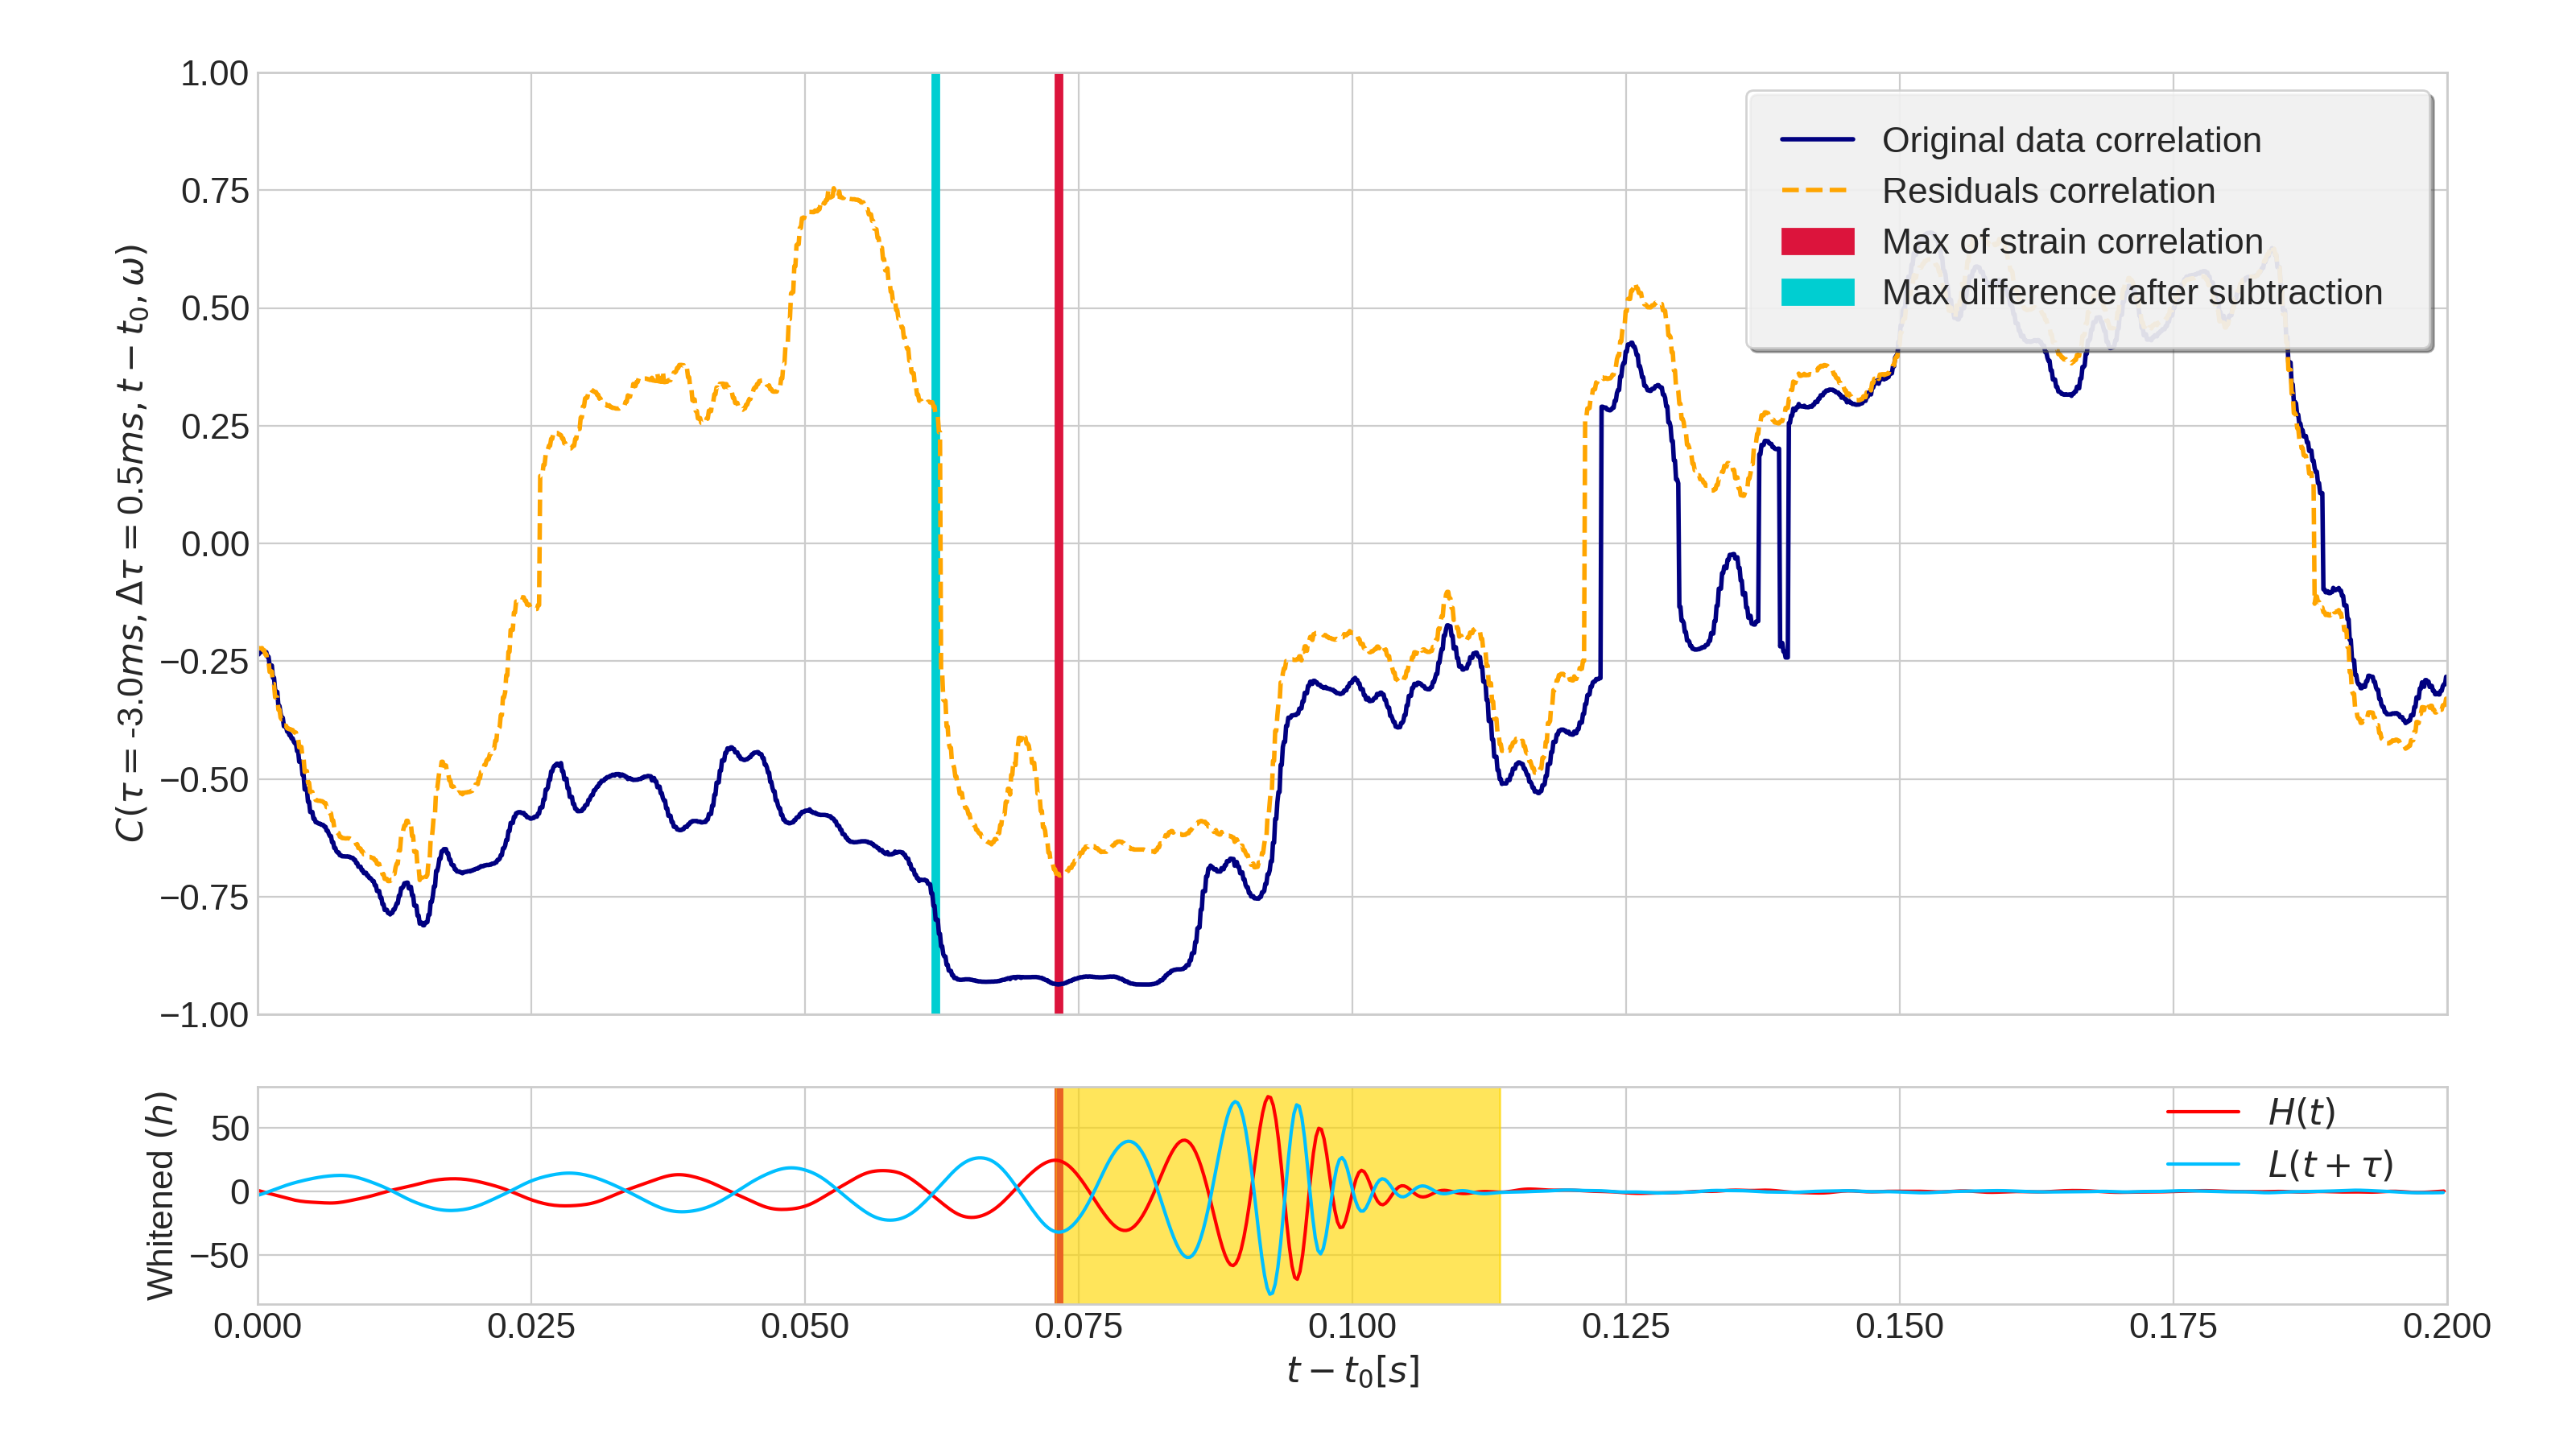 C(τ = -3.0ms, Δτ = 0.5ms, t − t₀, ω)
1.00
0.75
0.50
0.25
0.00
−0.25
−0.50
−0.75
−1.00
Original data correlation
Residuals correlation
Max of strain correlation
Max difference after subtraction
Whitened (h)
50
0
−50
H(t)
L(t + τ)
0.000 0.025 0.050 0.075 0.100 0.125 0.150 0.175 0.200
t − t₀[s]